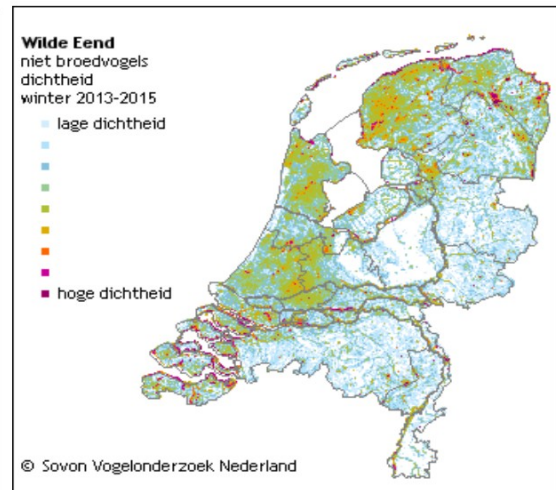 Wilde Eend
niet broedvogels
dichtheid
winter 2013-2015
lage dichtheid
hoge dichtheid
© Sovon Vogelonderzoek Nederland